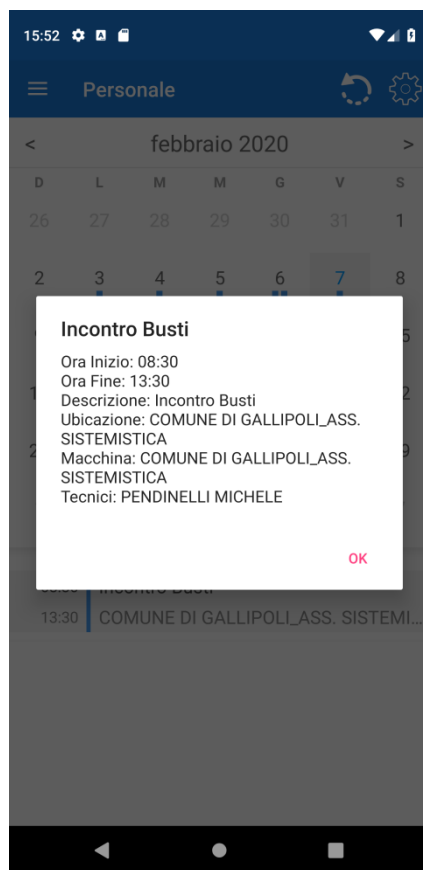 15:52
Personale
< febbraio 2020 >
D L M M G V S
26 27 28 29 30 31 1
2 3 4 5 6 7 8
Incontro Busti
Ora Inizio: 08:30
Ora Fine: 13:30
Descrizione: Incontro Busti
Ubicazione: COMUNE DI GALLIPOLI_ASS.
SISTEMISTICA
Macchina: COMUNE DI GALLIPOLI_ASS.
SISTEMISTICA
Tecnici: PENDINELLI MICHELE
OK
13:30 COMUNE DI GALLIPOLI_ASS. SISTEMI...